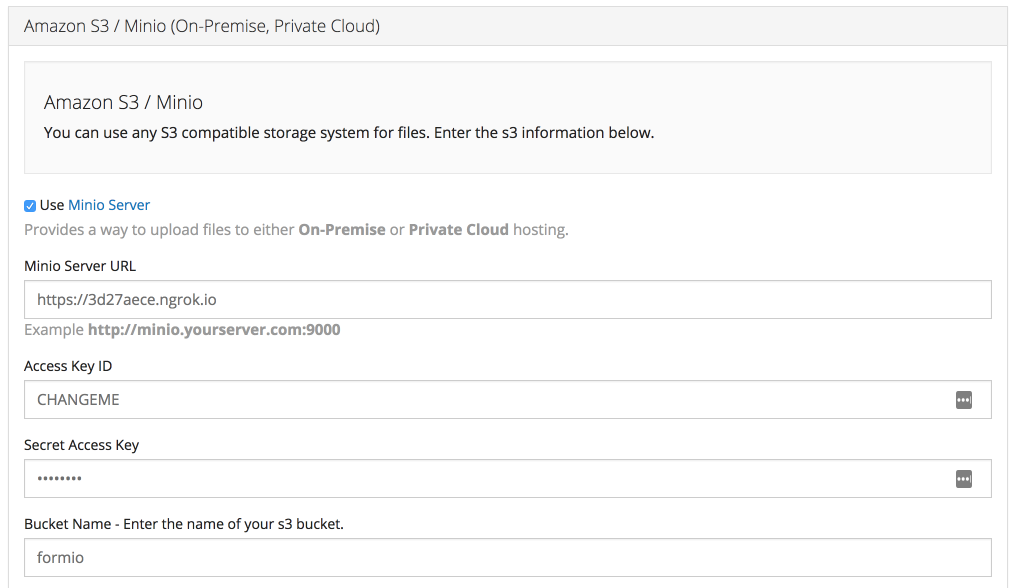 Amazon S3 / Minio (On-Premise, Private Cloud)
Amazon S3 / Minio
You can use any S3 compatible storage system for files. Enter the s3 information below.
Use Minio Server
Provides a way to upload files to either On-Premise or Private Cloud hosting.
Minio Server URL
https://3d27aece.ngrok.io
Example http://minio.yourserver.com:9000
Access Key ID
CHANGEME
Secret Access Key
••••••••
Bucket Name - Enter the name of your s3 bucket.
formio